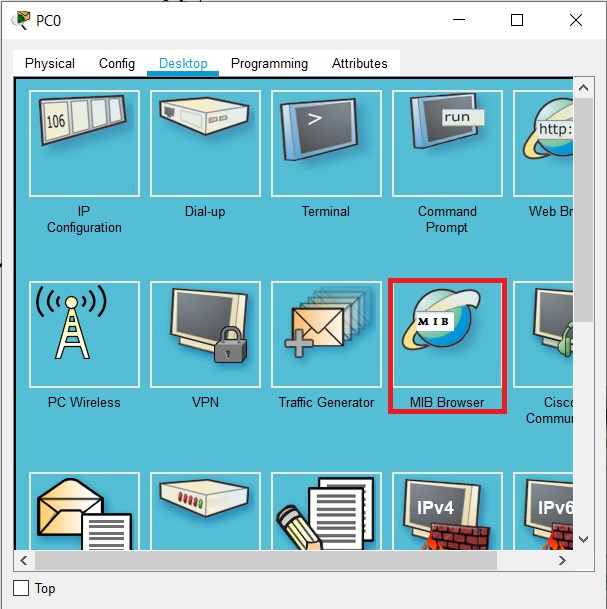 PC0
Physical Config Desktop Programming Attributes
106
>
run
http:
IP
Configuration
Dial-up
Terminal
Command
Prompt
Web Br
MIB
PC Wireless
VPN
Traffic Generator
MIB Browser
Cisco
Commun
IPv4
IPv6
Top